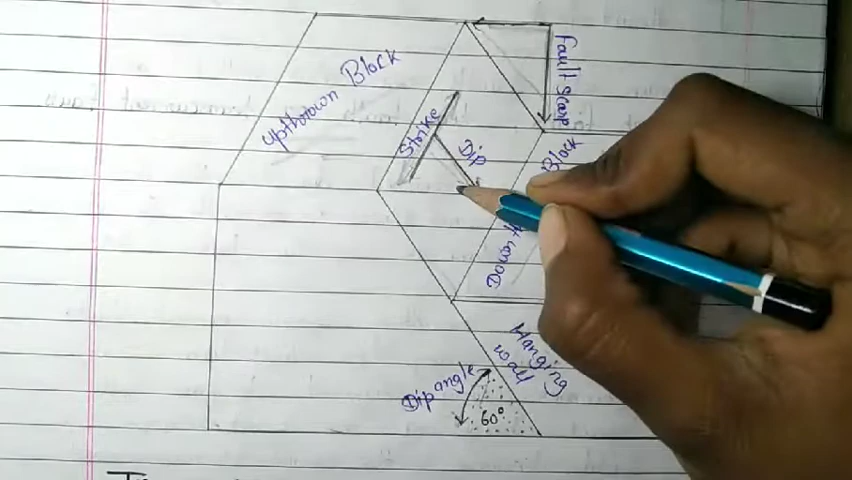 Fault scarp
Upthrown Block
Strike
Dip
Block
Down
Hanging
wall
Dip angle
60°